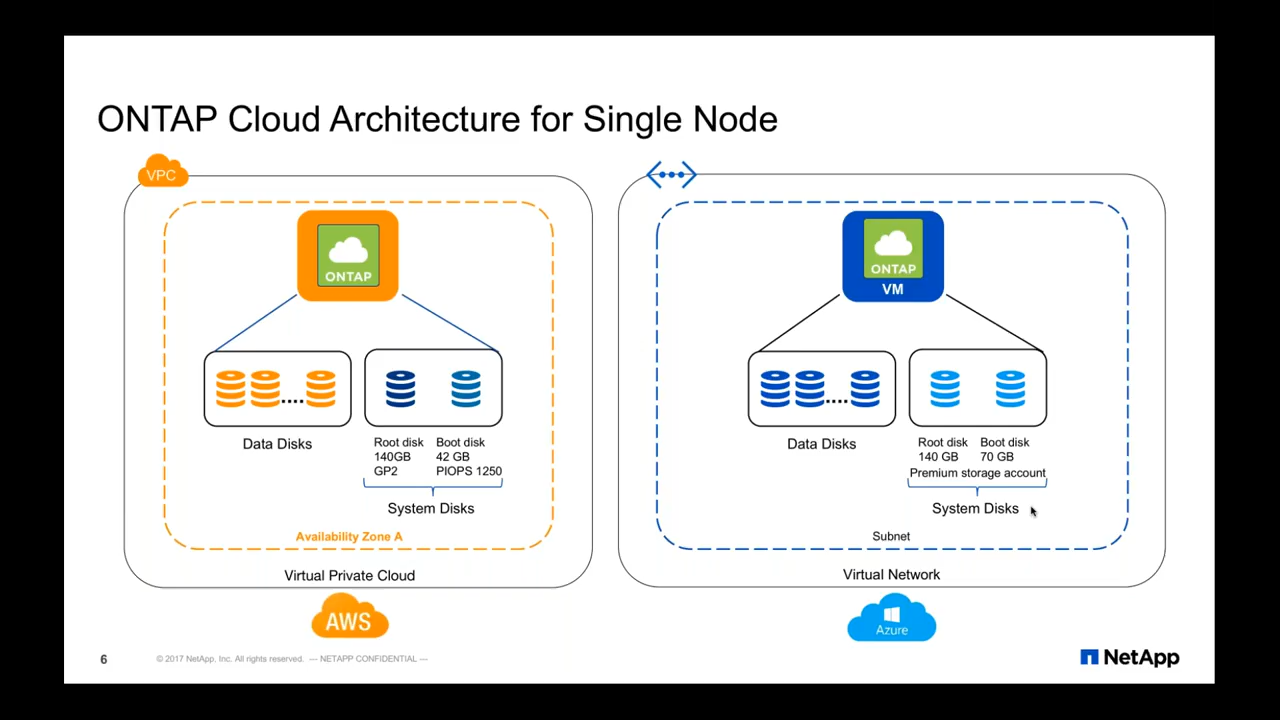 ONTAP Cloud Architecture for Single Node
VPC
ONTAP
Data Disks
Root disk
140GB
GP2
Boot disk
42 GB
PIOPS 1250
System Disks
Availability Zone A
Virtual Private Cloud
AWS
ONTAP
VM
Data Disks
Root disk
140 GB
Boot disk
70 GB
Premium storage account
System Disks
Subnet
Virtual Network
Azure
6
© 2017 NetApp, Inc. All rights reserved. — NETAPP CONFIDENTIAL —
NetApp